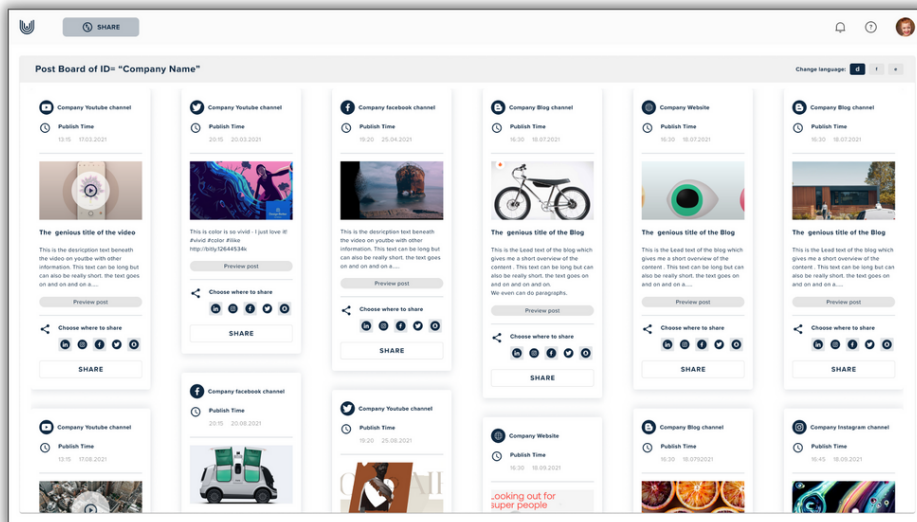 SHARE
Post Board of ID= “Company Name”
Change language:
d
f
e
Company Youtube channel
Publish Time
13:15 17.03.2021
The genious title of the video
This is the desricption text beneath
the video on youtbe with other
information. This text can be long but
can also be really short. the text goes
on and on and on a....
Preview post
Choose where to share
SHARE
Company Youtube channel
Publish Time
20:15 20.03.2021
This is color is so vivid - I just love it!
#vivid #color #like
Preview post
Choose where to share
SHARE
Company facebook channel
Publish Time
19:20 25.04.2021
This is the desricption text beneath
the video on youtbe with other
information. This text can be long but
can also be really short. the text goes
on and on and on a....
Preview post
Choose where to share
SHARE
Company Blog channel
Publish Time
16:30 18.07.2021
The genious title of the Blog
This is the Lead text of the blog which
gives me a short overview of the
content . This text can be long but can
also be really short. the text goes on
and on and on and on.
We even can do paragraphs.
Preview post
Choose where to share
SHARE
Company Website
Publish Time
16:30 18.07.2021
The genious title of the Blog
This is the Lead text of the blog which
gives me a short overview of the
content . This text can be long but can
also be really short. the text goes on
and on and on a....
Preview post
Choose where to share
SHARE
Company Blog channel
Publish Time
16:30 18.07.2021
The genious title of the Blog
This is the Lead text of the blog which
gives me a short overview of the
content . This text can be long but can
also be really short. the text goes on
and on and on a....
Preview post
Choose where to share
SHARE
Company Youtube channel
Publish Time
13:15 17.08.2021
Company facebook channel
Publish Time
20:15 20.08.2021
Company Youtube channel
Publish Time
19:20 25.08.2021
Company Website
Publish Time
16:30 18.09.2021
Looking out for
super people
Company Blog channel
Publish Time
16:30 18.0792021
Company Instagram channel
Publish Time
16:45 18.09.2021